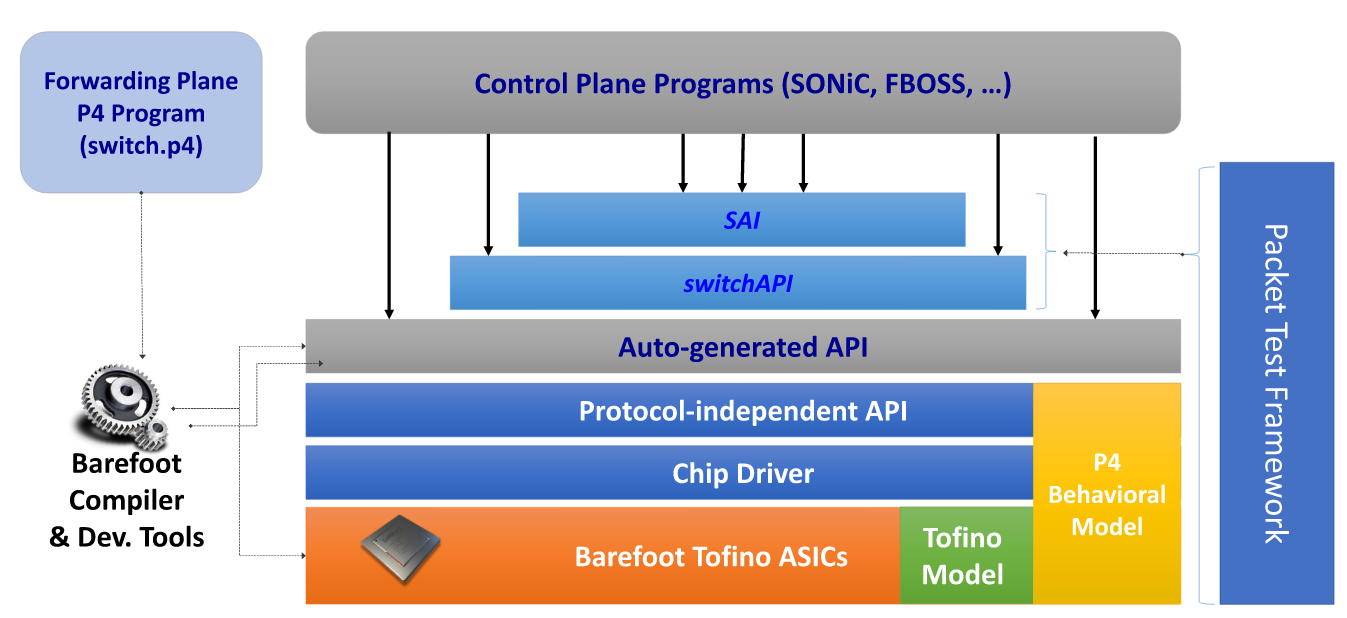 Forwarding Plane
P4 Program
(switch.p4)
Control Plane Programs (SONiC, FBOSS, …)
SAI
switchAPI
Auto-generated API
Protocol-independent API
Chip Driver
Barefoot Tofino ASICs
Tofino
Model
P4
Behavioral
Model
Packet Test Framework
Barefoot
Compiler
& Dev. Tools